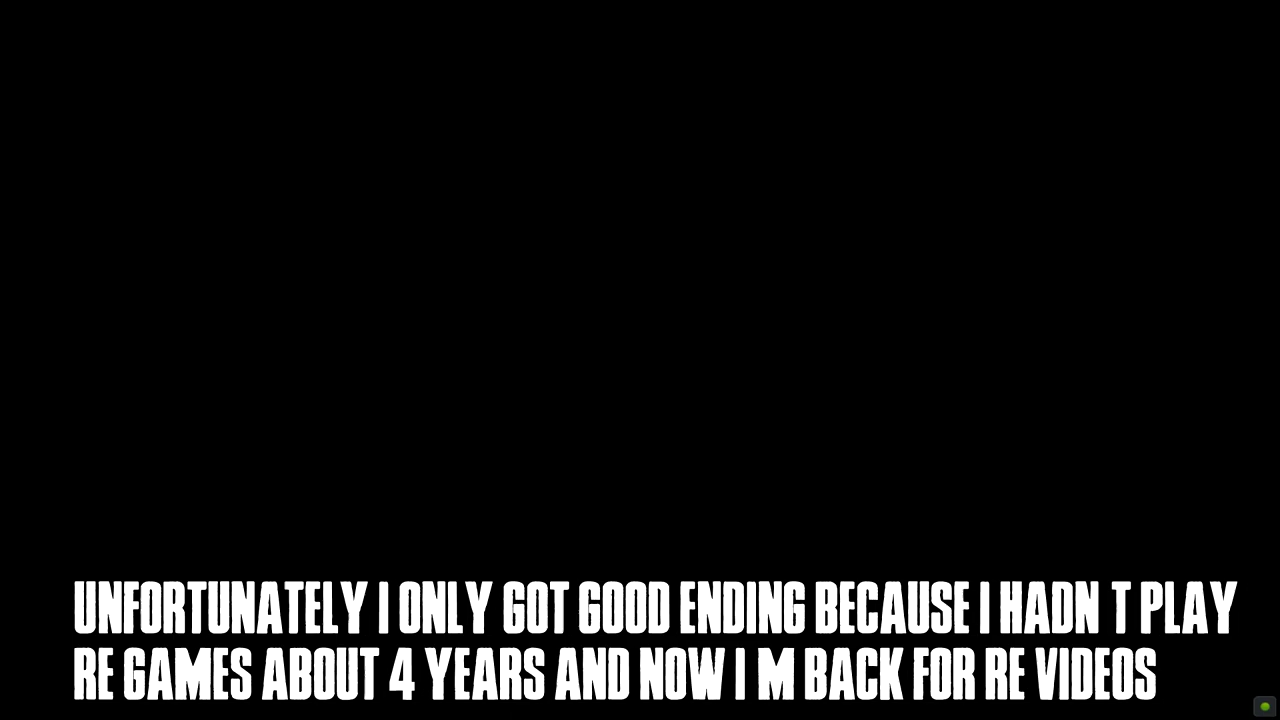 UNFORTUNATELY I ONLY GOT GOOD ENDING BECAUSE I HADN T PLAY
RE GAMES ABOUT 4 YEARS AND NOW I M BACK FOR RE VIDEOS